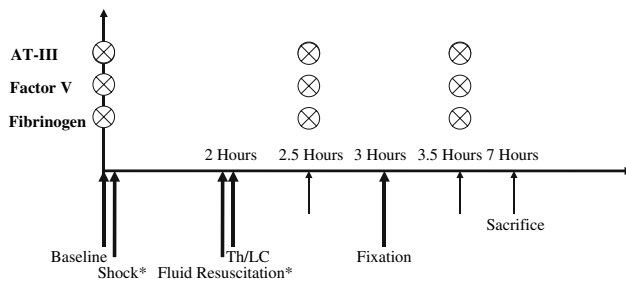 AT-III
Factor V
Fibrinogen
2 Hours 2.5 Hours 3 Hours 3.5 Hours 7 Hours
Sacrifice
Baseline Th/LC Fixation
Shock* Fluid Resuscitation*